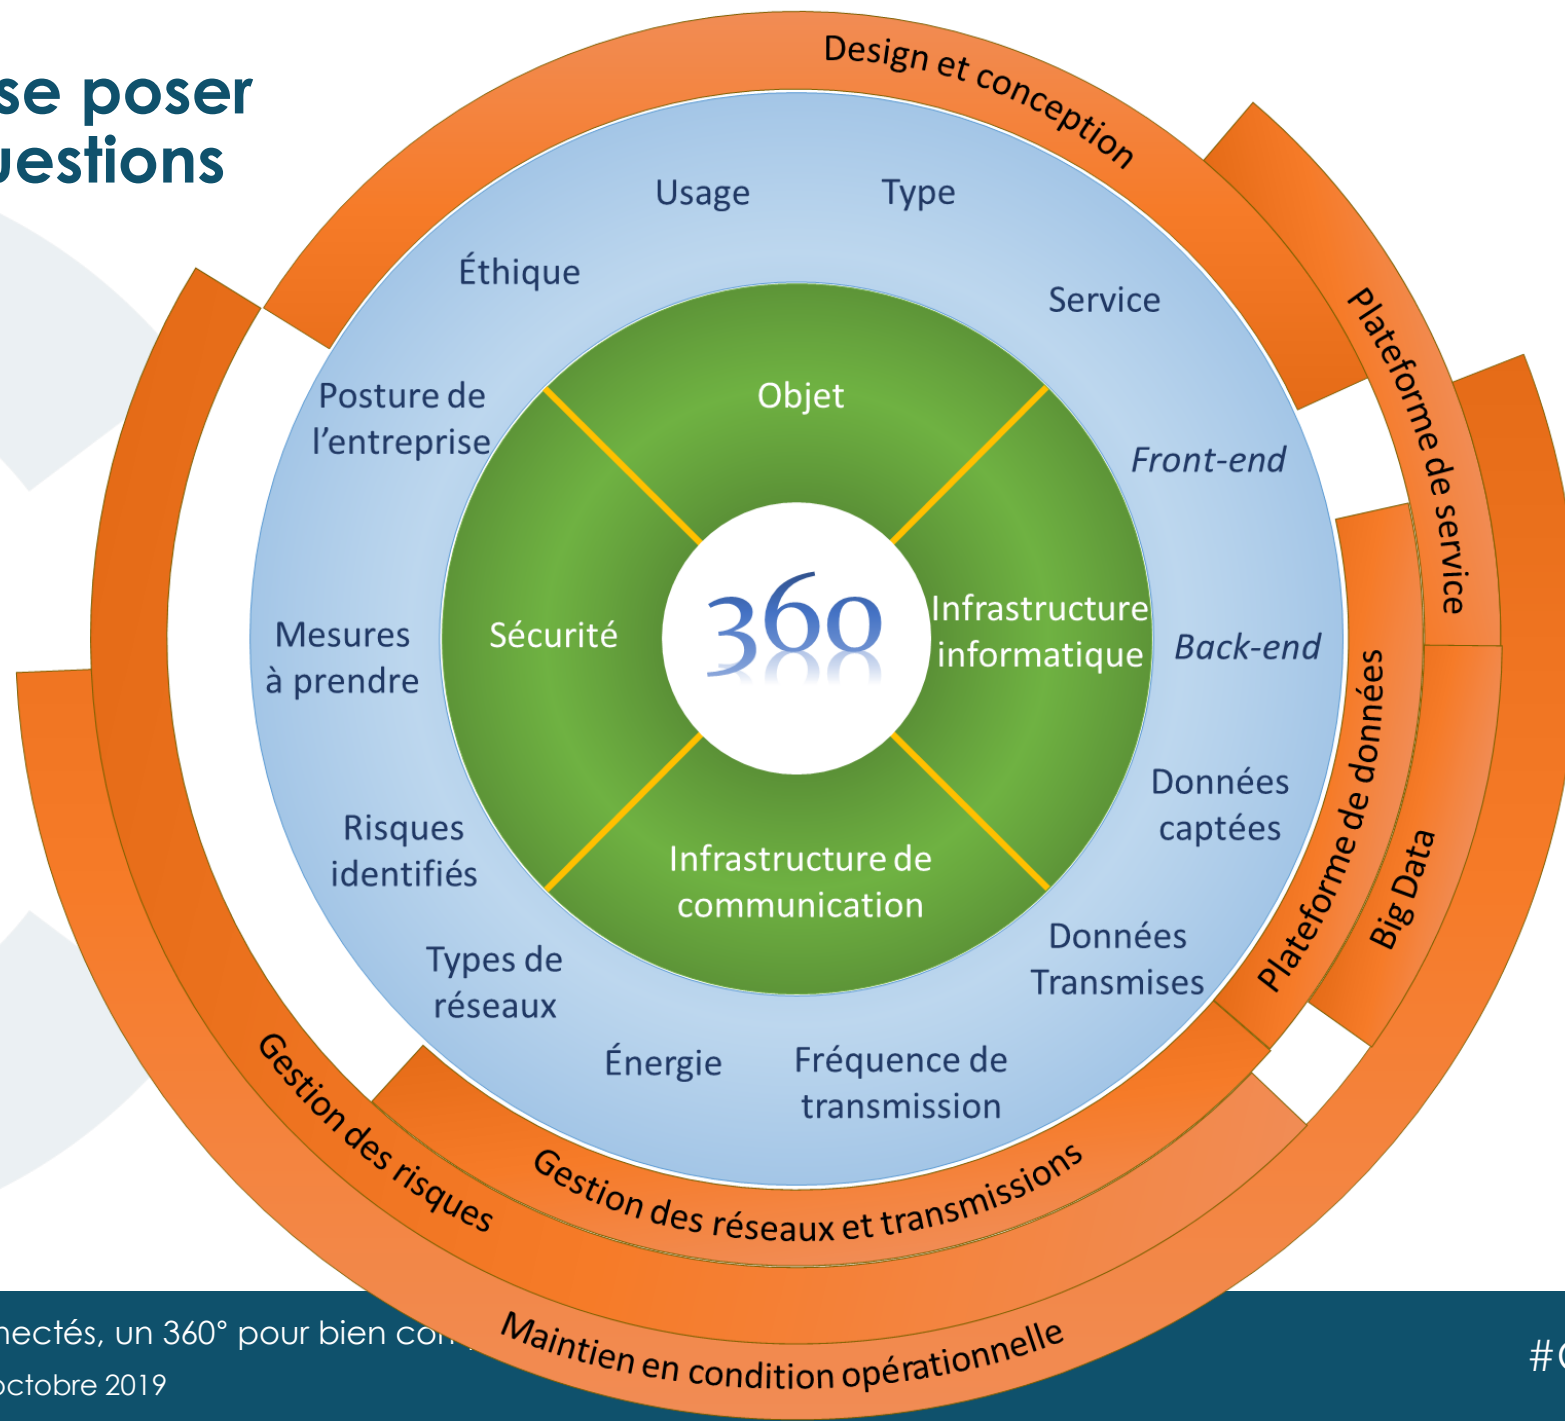 se poser
uestions
Design et conception
Usage
Type
Éthique
Service
Plateforme de service
Posture de
l'entreprise
Objet
Front-end
360
Sécurité
Infrastructure
informatique
Mesures
à prendre
Back-end
Plateforme de données
Données
captées
Big Data
Risques
identifiés
Infrastructure de
communication
Données
Transmises
Types de
réseaux
Énergie
Fréquence de
transmission
Gestion des risques
Gestion des réseaux et transmissions
Maintien en condition opérationnelle
nectés, un 360° pour bien
octobre 2019